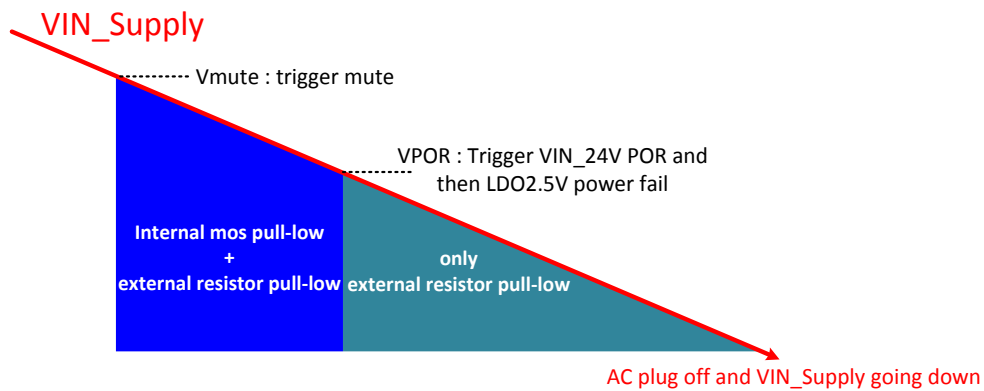 VIN_Supply
Vmute : trigger mute
VPOR : Trigger VIN_24V POR and
then LDO2.5V power fail
Internal mos pull-low
+
external resistor pull-low
only
external resistor pull-low
AC plug off and VIN_Supply going down